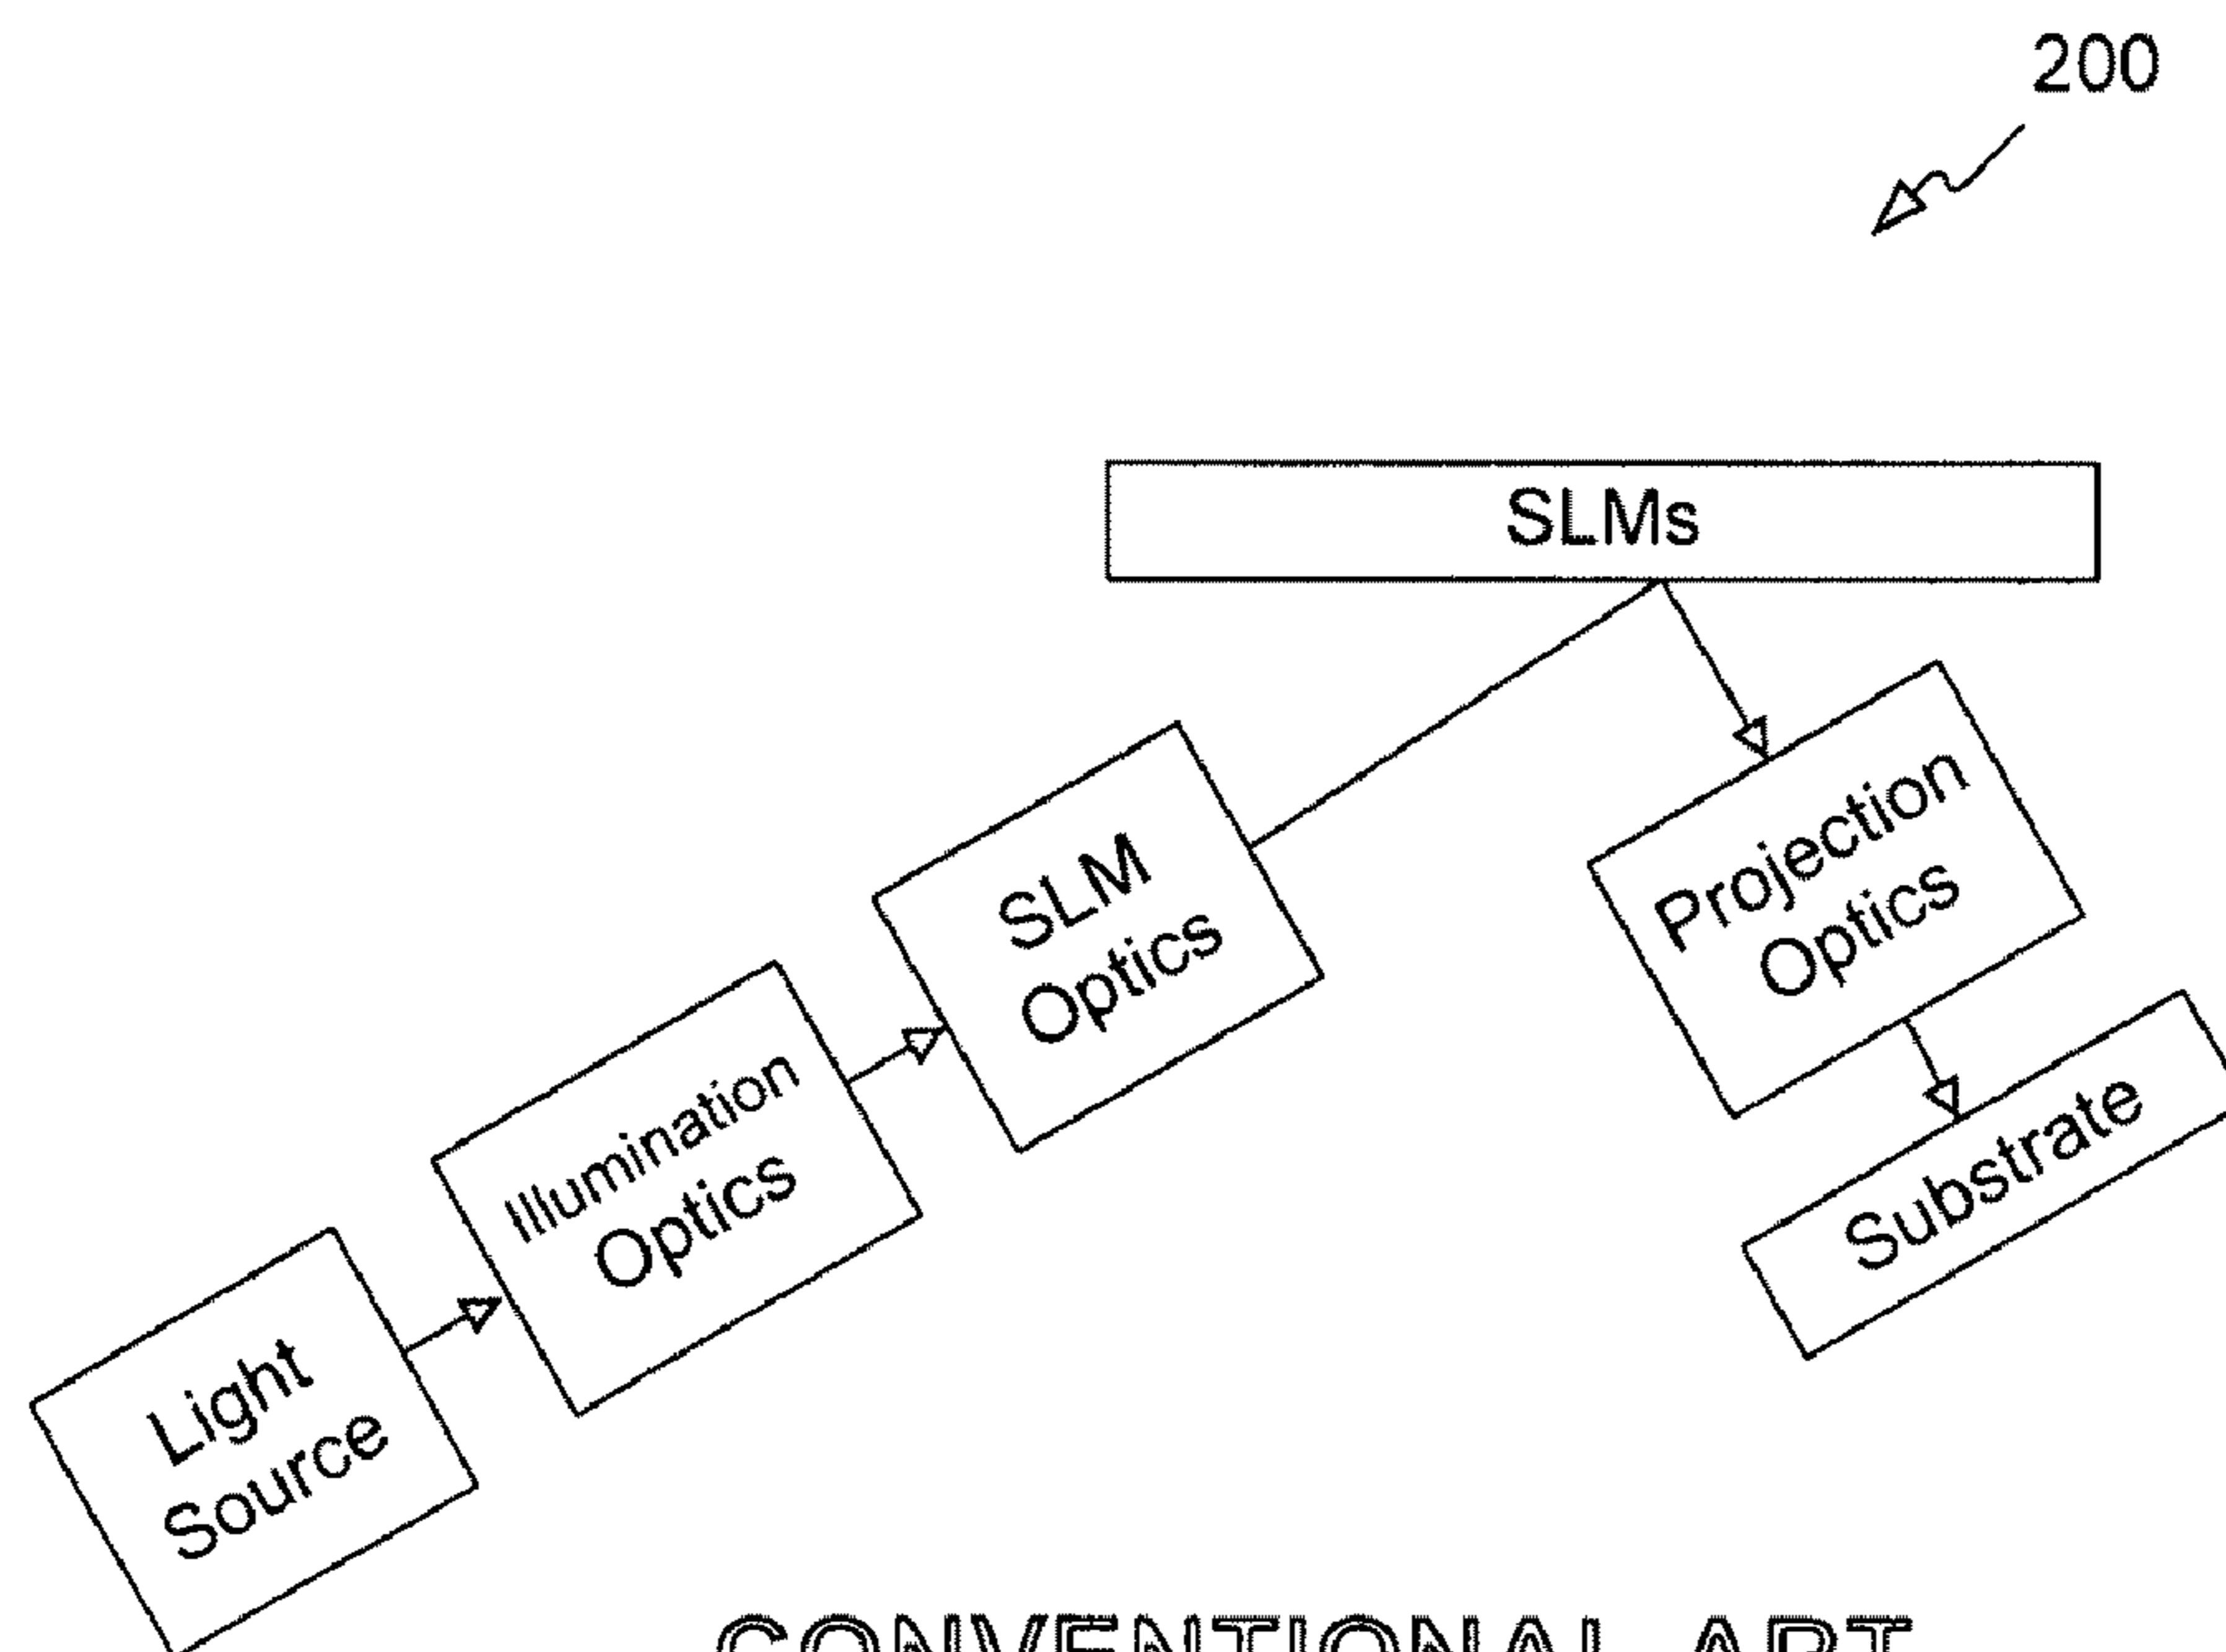 200
SLMs
SLM
Optics
Projection
Optics
Illumination
Optics
Substrate
Light
Source
CONVENTIONAL ART